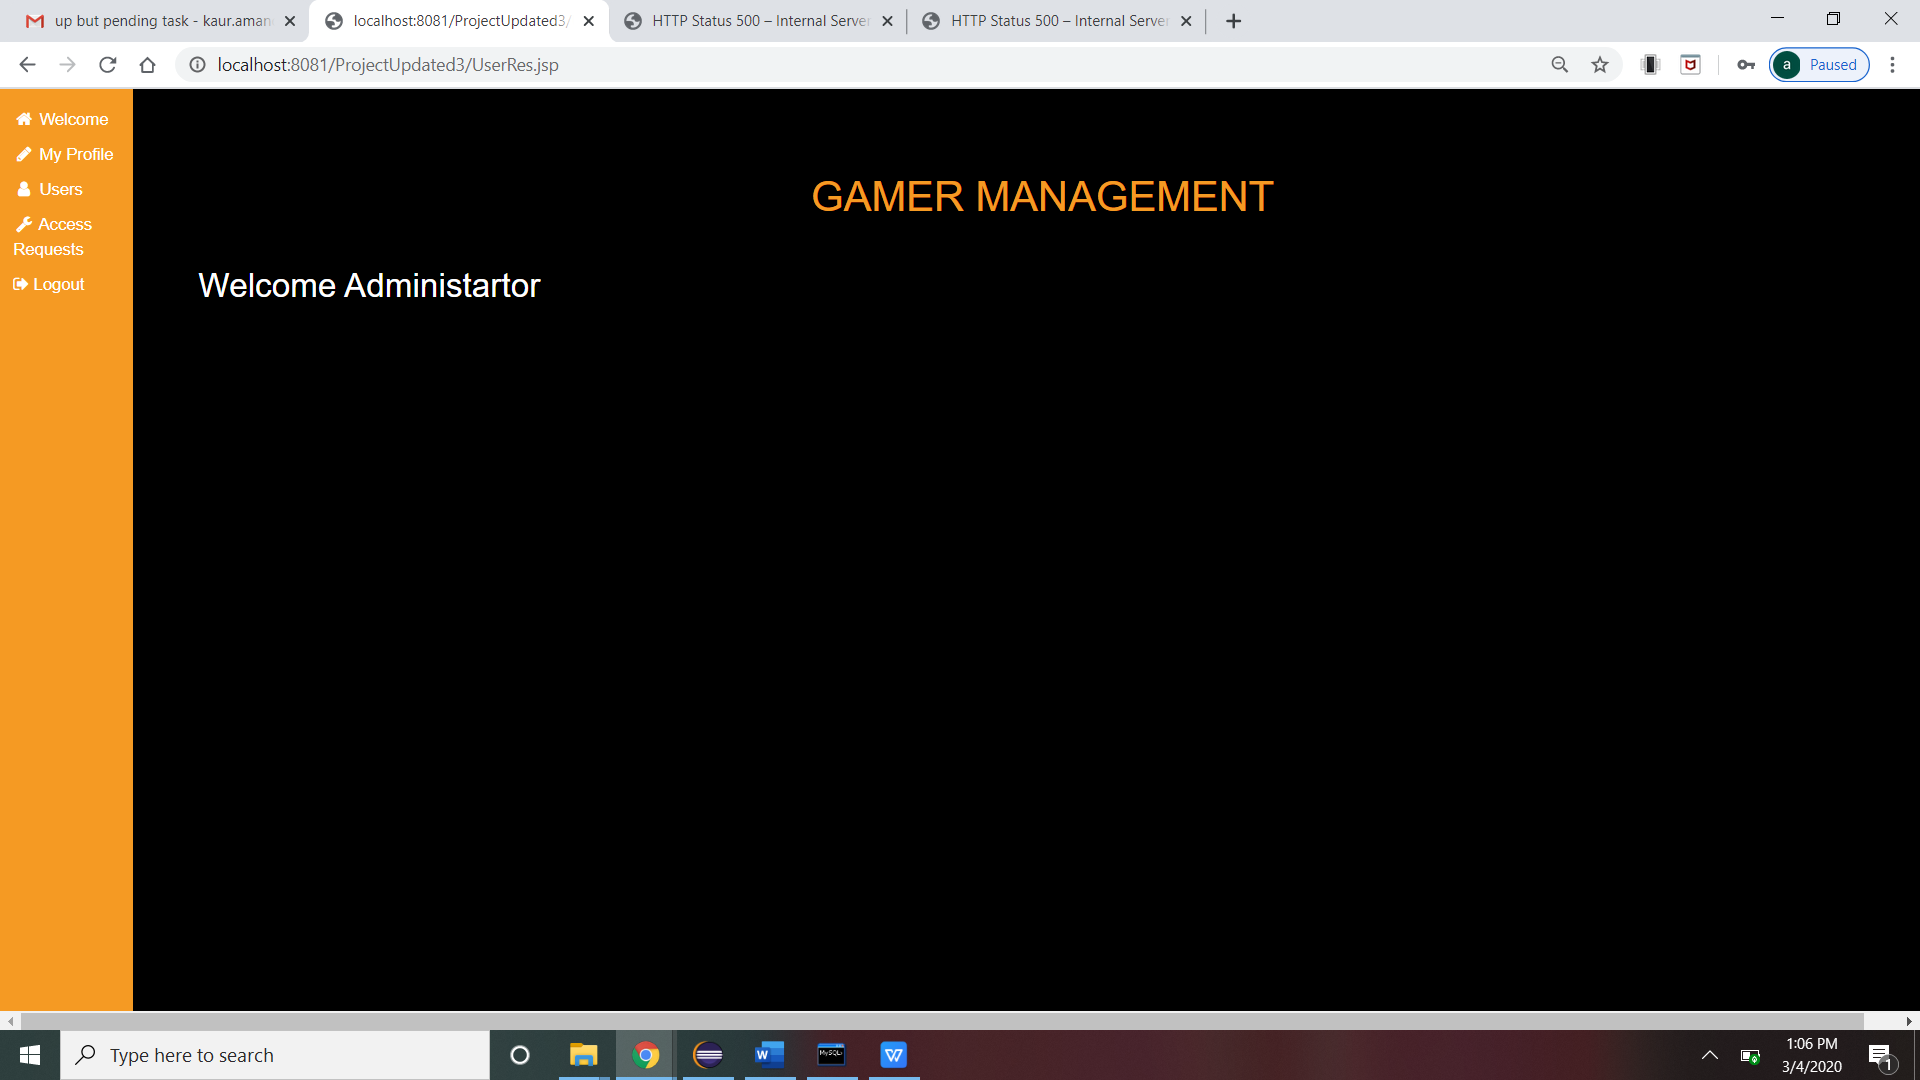 up but pending task - kaur.aman
localhost:8081/ProjectUpdated3/
HTTP Status 500 – Internal Server
HTTP Status 500 – Internal Server
localhost:8081/ProjectUpdated3/UserRes.jsp
a Paused
Welcome
My Profile
Users
Access
Requests
Logout
GAMER MANAGEMENT
Welcome Administartor
Type here to search
W
MySQL
W
1:06 PM
3/4/2020
1